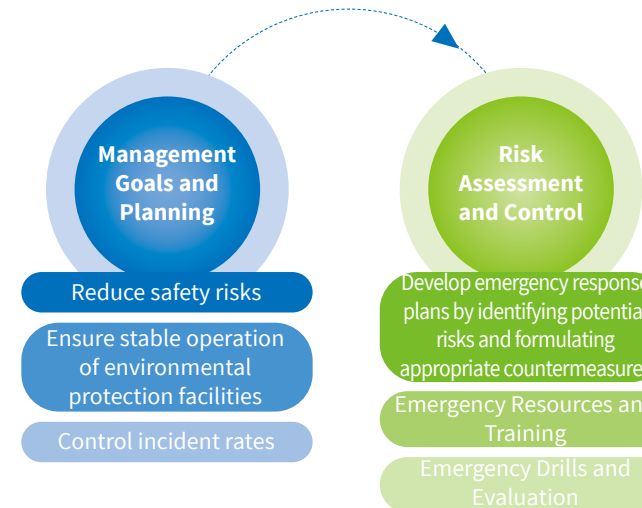 Management
Goals and
Planning
Reduce safety risks
Ensure stable operation
of environmental
protection facilities
Control incident rates
Risk
Assessment
and Control
Develop emergency response
plans by identifying potentia
risks and formulating
appropriate countermeasure
Emergency Resources an
Training
Emergency Drills and
Evaluation